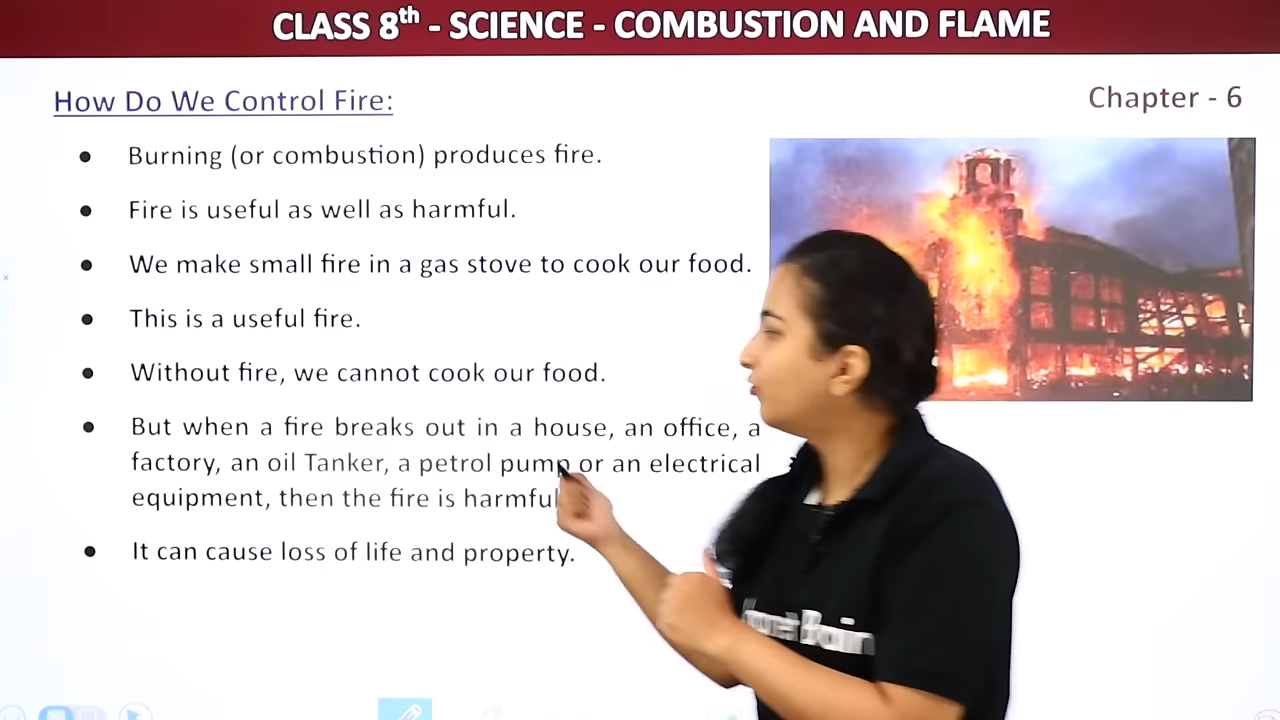 CLASS 8th - SCIENCE - COMBUSTION AND FLAME
How Do We Control Fire:
Chapter - 6
● Burning (or combustion) produces fire.
● Fire is useful as well as harmful.
● We make small fire in a gas stove to cook our food.
● This is a useful fire.
● Without fire, we cannot cook our food.
● But when a fire breaks out in a house, an office, a
factory, an oil Tanker, a petrol pump or an electrical
equipment, then the fire is harmful
● It can cause loss of life and property.
Brain